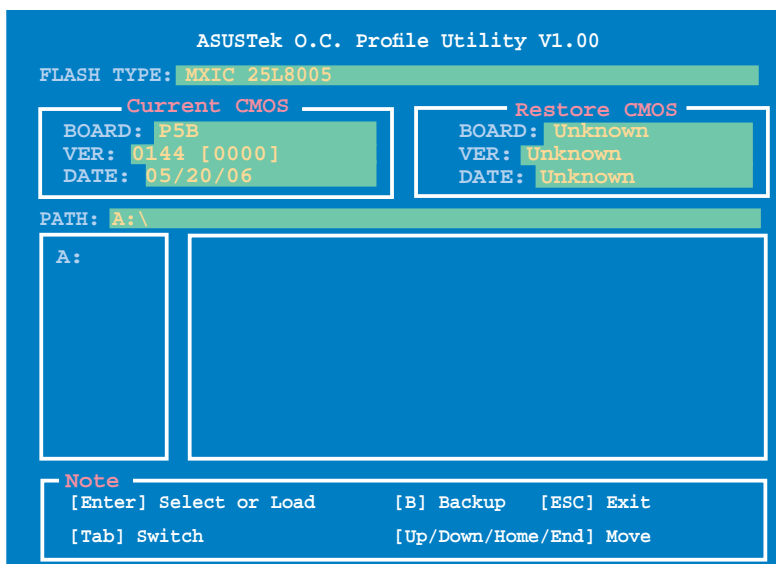 ASUSTek O.C. Profile Utility V1.00
FLASH TYPE: MXIC 25L8005
Current CMOS
BOARD: P5B
VER: 0144 [0000]
DATE: 05/20/06
Restore CMOS
BOARD: Unknown
VER: Unknown
DATE: Unknown
PATH: A:\
A:
Note
[Enter] Select or Load [B] Backup [ESC] Exit
[Tab] Switch [Up/Down/Home/End] Move